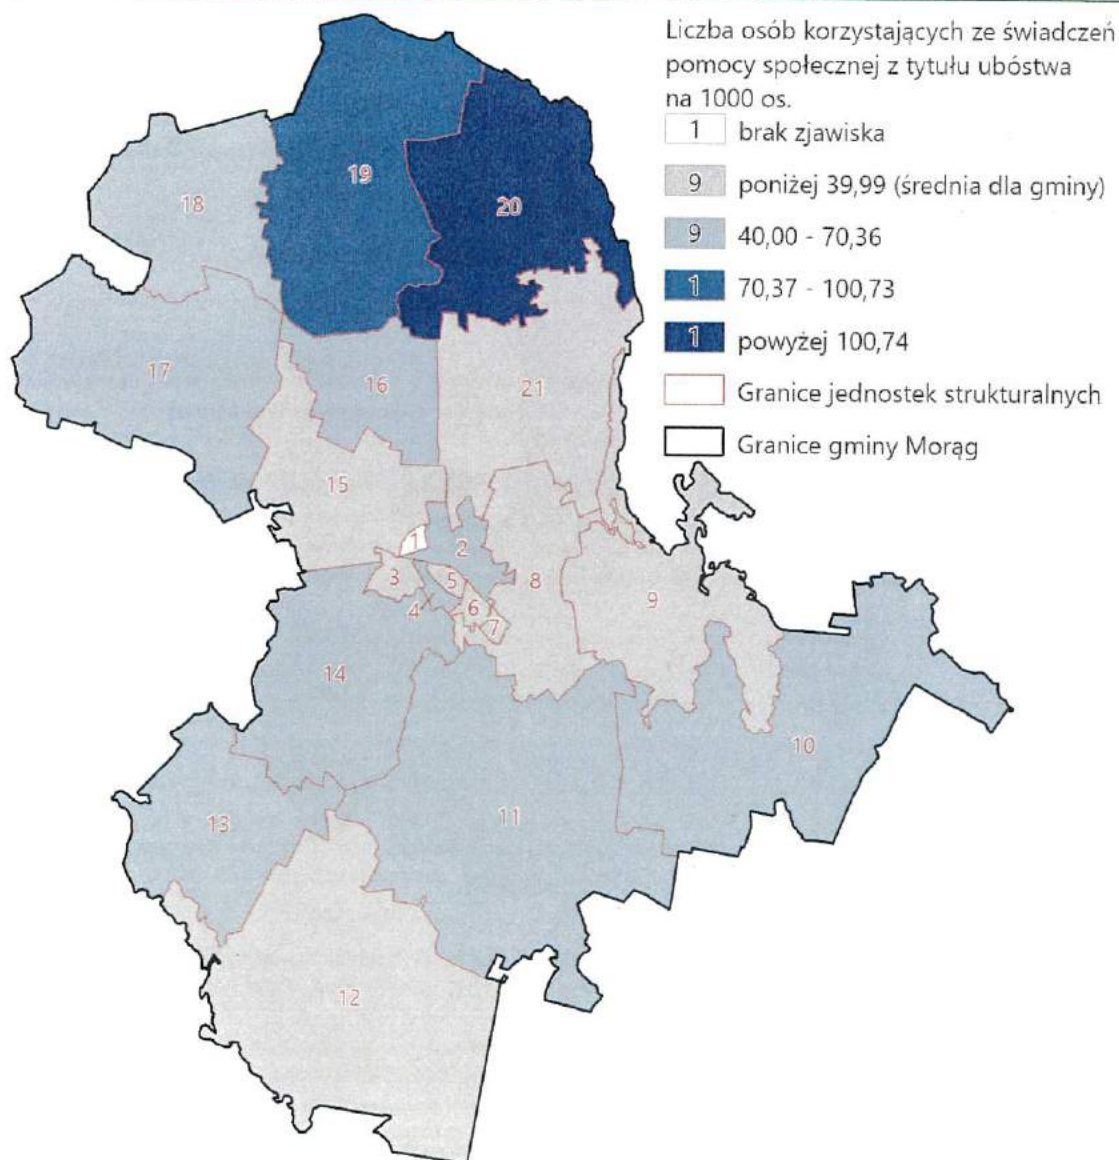 Liczba osób korzystających ze świadczeń
pomocy społecznej z tytułu ubóstwa
na 1000 os.
1 brak zjawiska
9 poniżej 39,99 (średnia dla gminy)
9 40,00 - 70,36
1 70,37 - 100,73
1 powyżej 100,74
Granice jednostek strukturalnych
Granice gminy Morąg
19
18
20
17
16
21
15
1
2
3
5
8
9
4
6
7
14
10
13
11
12